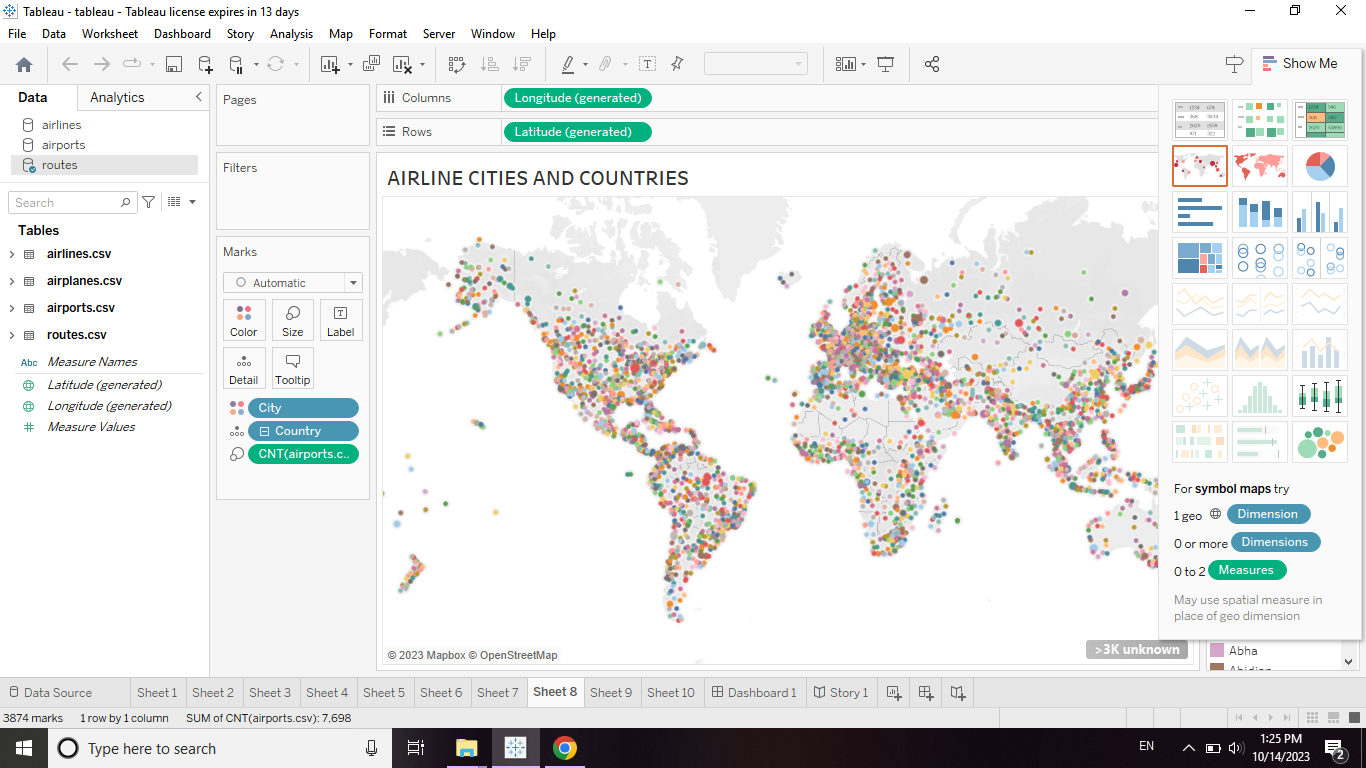 Tableau - tableau - Tableau license expires in 13 days
File Data Worksheet Dashboard Story Analysis Map Format Server Window Help
Show Me
Data Analytics
airlines
airports
routes
Search
Tables
airlines.csv
airplanes.csv
airports.csv
routes.csv
Abc Measure Names
Latitude (generated)
Longitude (generated)
Measure Values
Pages
Filters
Marks
Automatic
Color Size Label
Detail Tooltip
City
Country
CNT(airports.c..
Columns Longitude (generated)
Rows Latitude (generated)
AIRLINE CITIES AND COUNTRIES
© 2023 Mapbox © OpenStreetMap
>3K unknown
For symbol maps try
1 geo Dimension
0 or more Dimensions
0 to 2 Measures
May use spatial measure in
place of geo dimension
Abha
Abidjan
Data Source Sheet 1 Sheet 2 Sheet 3 Sheet 4 Sheet 5 Sheet 6 Sheet 7 Sheet 8 Sheet 9 Sheet 10 Dashboard 1 Story 1
3874 marks 1 row by 1 column SUM of CNT(airports.csv): 7,698
Type here to search
EN
1:25 PM
10/14/2023
2